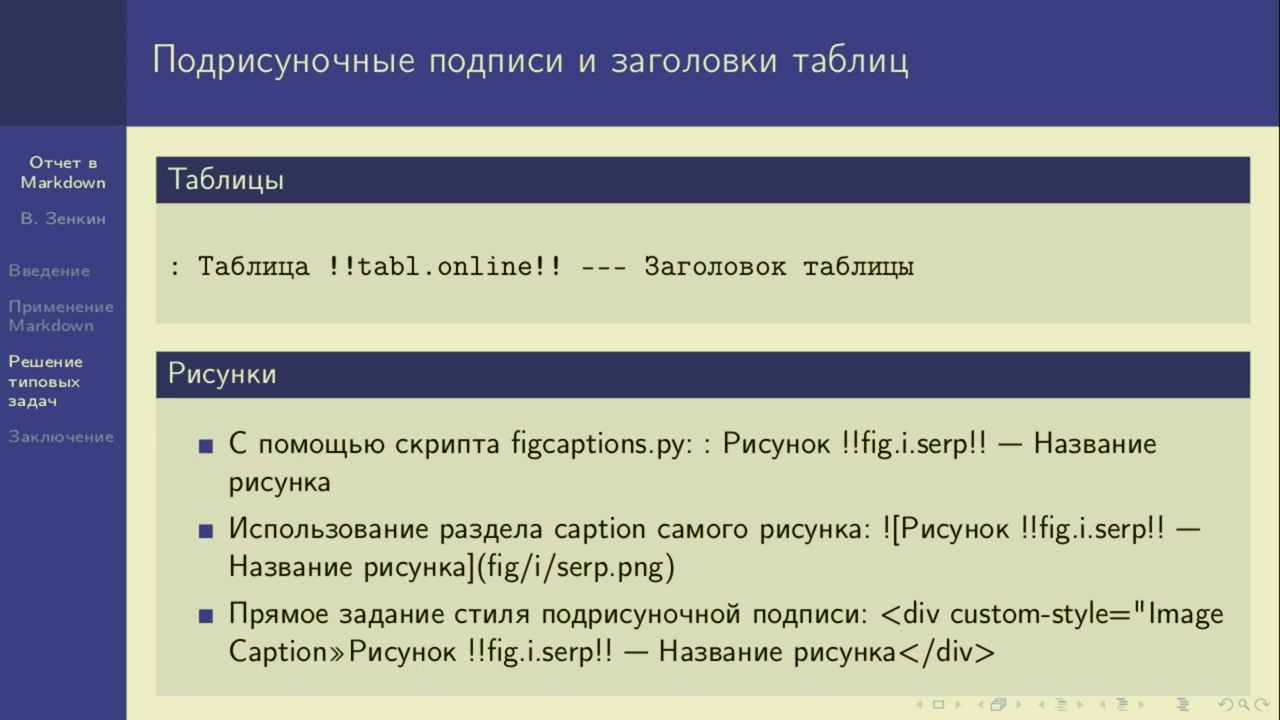 Подрисуночные подписи и заголовки таблиц
Отчет в
Markdown
В. Зенкин
Введение
Применение
Markdown
Решение
типовых
задач
Заключение
Таблицы
: Таблица !!tabl.online!! --- Заголовок таблицы
Рисунки
С помощью скрипта figcaptions.py: : Рисунок !!fig.i.serp!! — Название
рисунка
Использование раздела caption самого рисунка: ![Рисунок !!fig.i.serp!! —
Название рисунка](fig/i/serp.png)
Прямое задание стиля подрисуночной подписи: <div custom-style="Image
Caption»Рисунок !!fig.i.serp!! — Название рисунка</div>